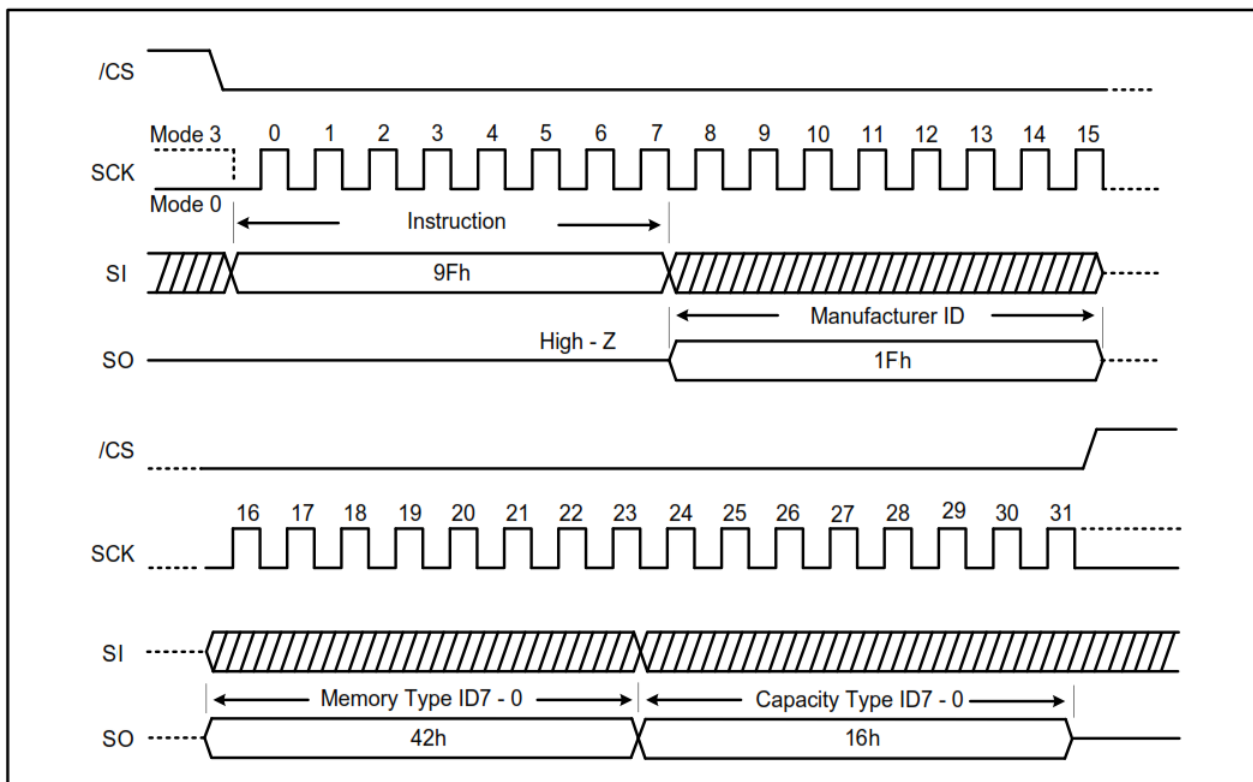 /CS
Mode 3 0 1 2 3 4 5 6 7 8 9 10 11 12 13 14 15
SCK
Mode 0
Instruction
SI 9Fh
Manufacturer ID
High - Z
SO 1Fh
/CS
16 17 18 19 20 21 22 23 24 25 26 27 28 29 30 31
SCK
SI
Memory Type ID7 - 0 Capacity Type ID7 - 0
SO 42h 16h